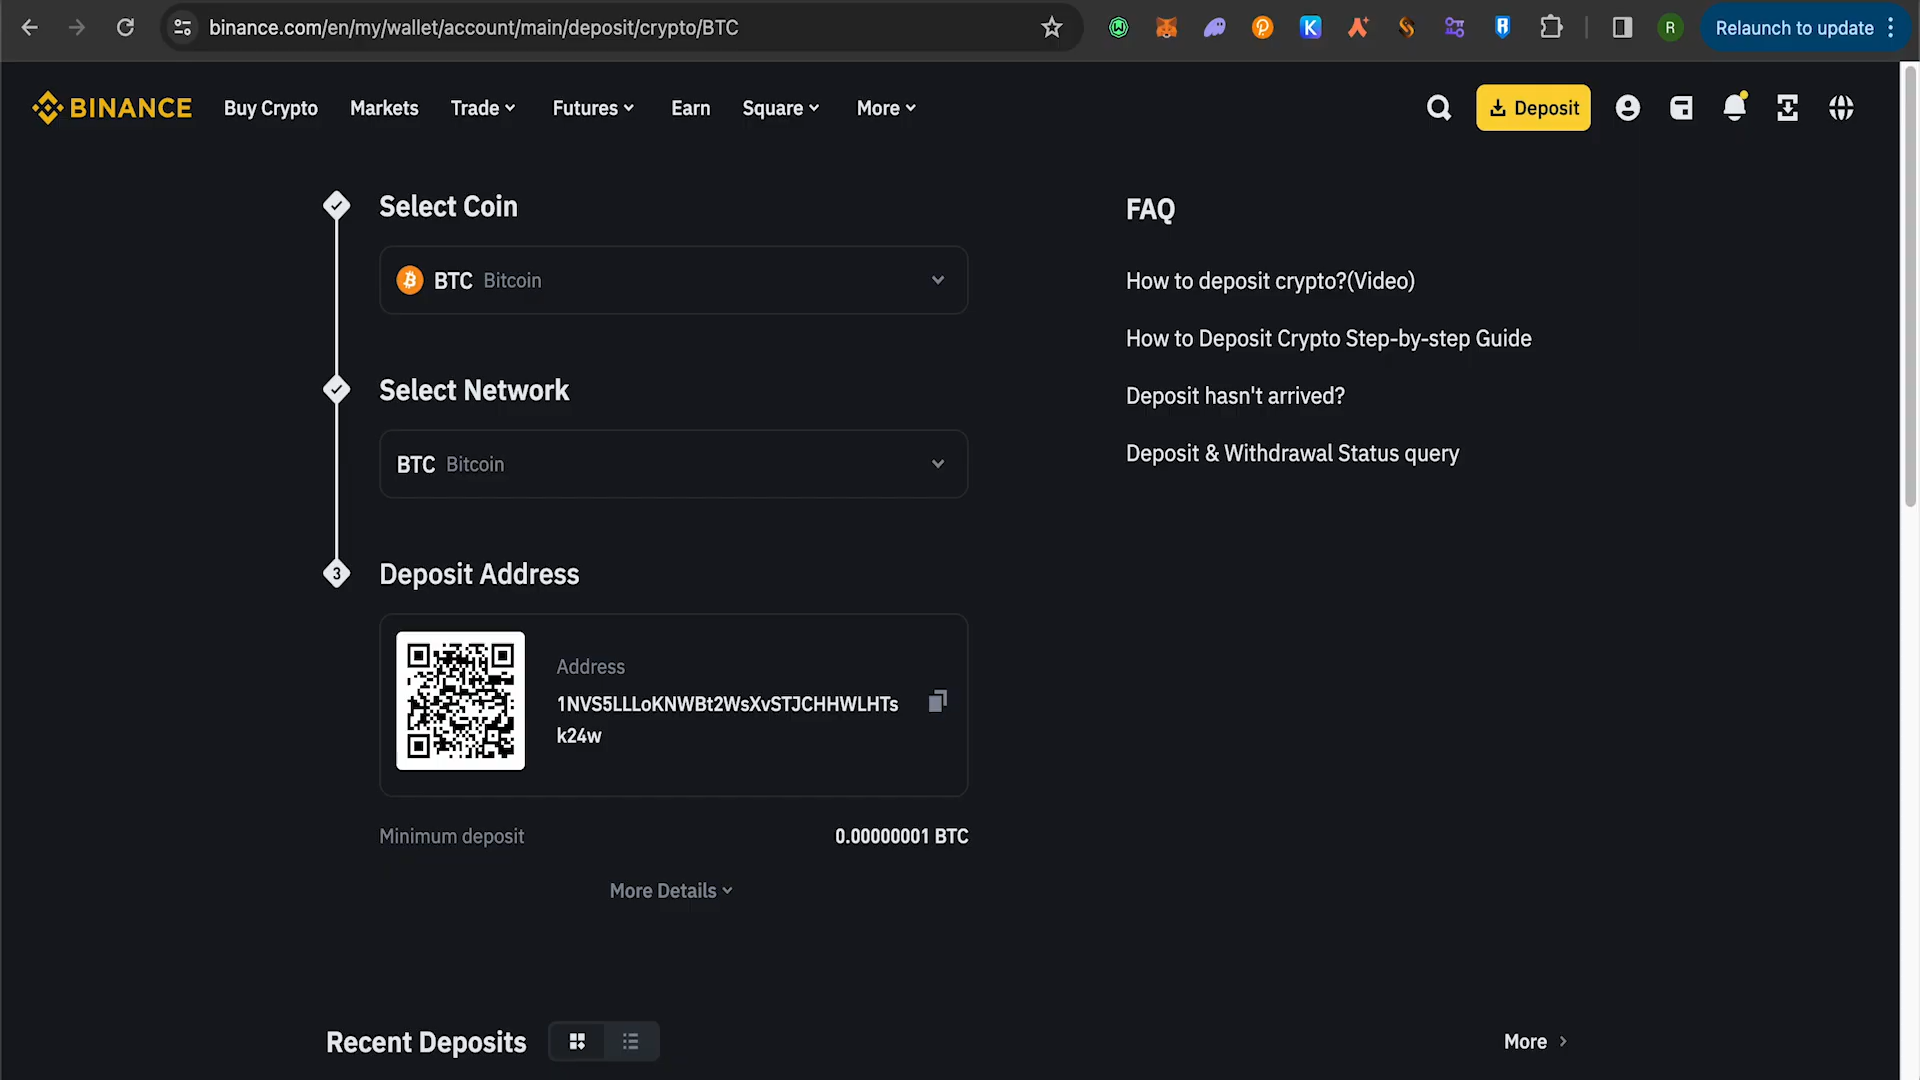 binance.com/en/my/wallet/account/main/deposit/crypto/BTC
R
Relaunch to update
BINANCE
Buy Crypto
Markets
Trade
Futures
Earn
Square
More
Deposit
Select Coin
BTC Bitcoin
Select Network
BTC Bitcoin
3
Deposit Address
Address
1NVS5LLLoKNWBt2WsXvSTJCHHWLHTs
k24w
Minimum deposit
0.00000001 BTC
More Details
FAQ
How to deposit crypto?(Video)
How to Deposit Crypto Step-by-step Guide
Deposit hasn't arrived?
Deposit & Withdrawal Status query
Recent Deposits
More